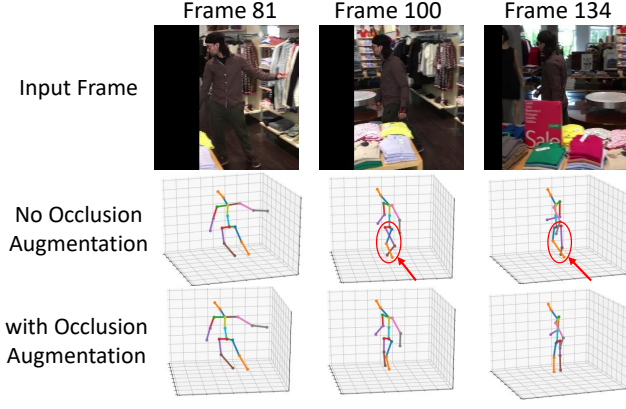 Frame 81 Frame 100 Frame 134
Input Frame
Sale
No Occlusion
Augmentation
with Occlusion
Augmentation